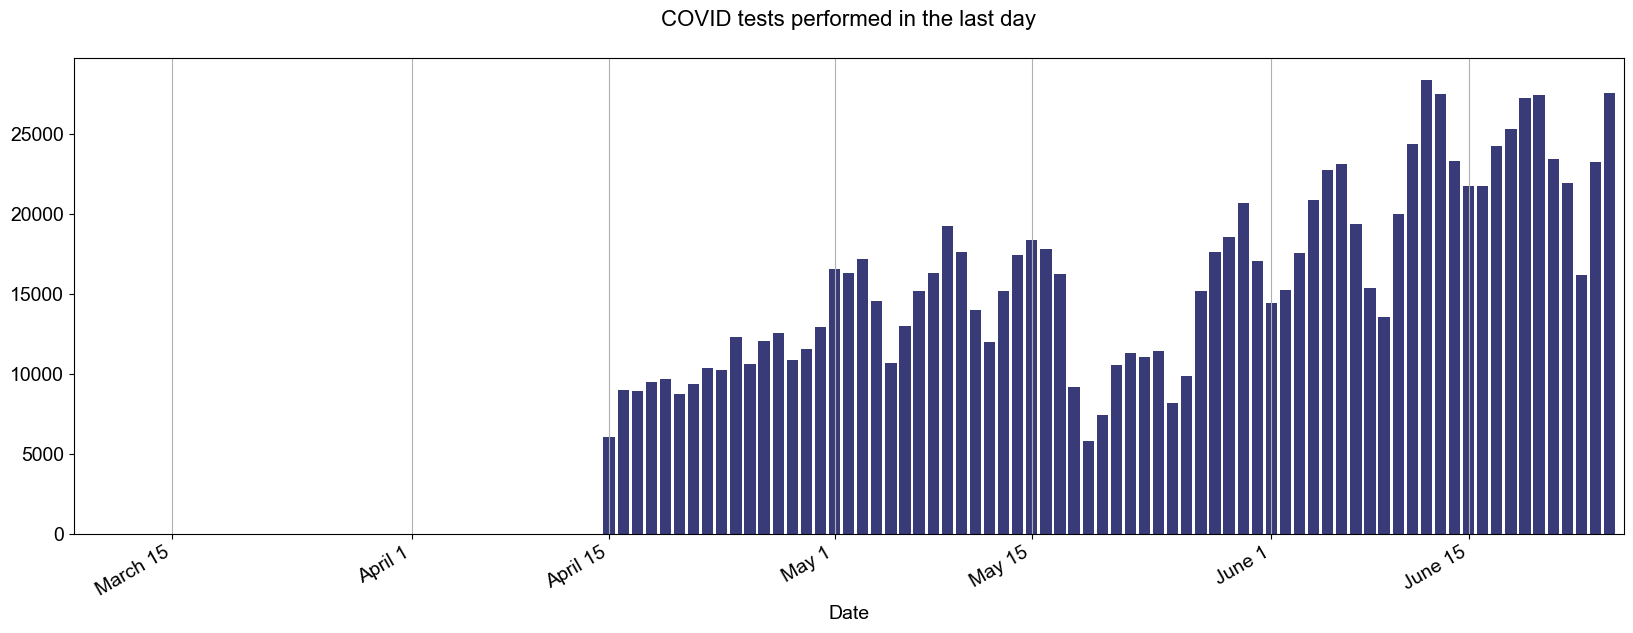 COVID tests performed in the last day
25000
20000
15000
10000
5000
0
March 15
April 1
April 15
May 1
May 15
June 1
June 15
Date